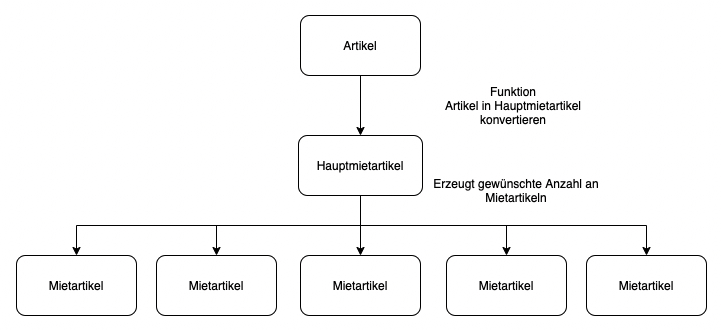 Artikel
Funktion
Artikel in Hauptmietartikel
konvertieren
Hauptmietartikel
Erzeugt gewünschte Anzahl an
Mietartikeln
Mietartikel
Mietartikel
Mietartikel
Mietartikel
Mietartikel